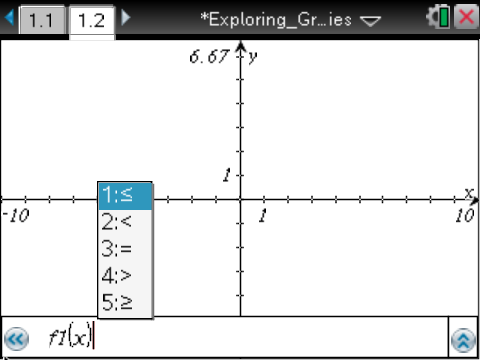 1.1 1.2 *Exploring_Gr...ies
6.67 y
1
x
-10 1 10
1:≤
2:<
3:=
4:>
5:≥
f1(x)